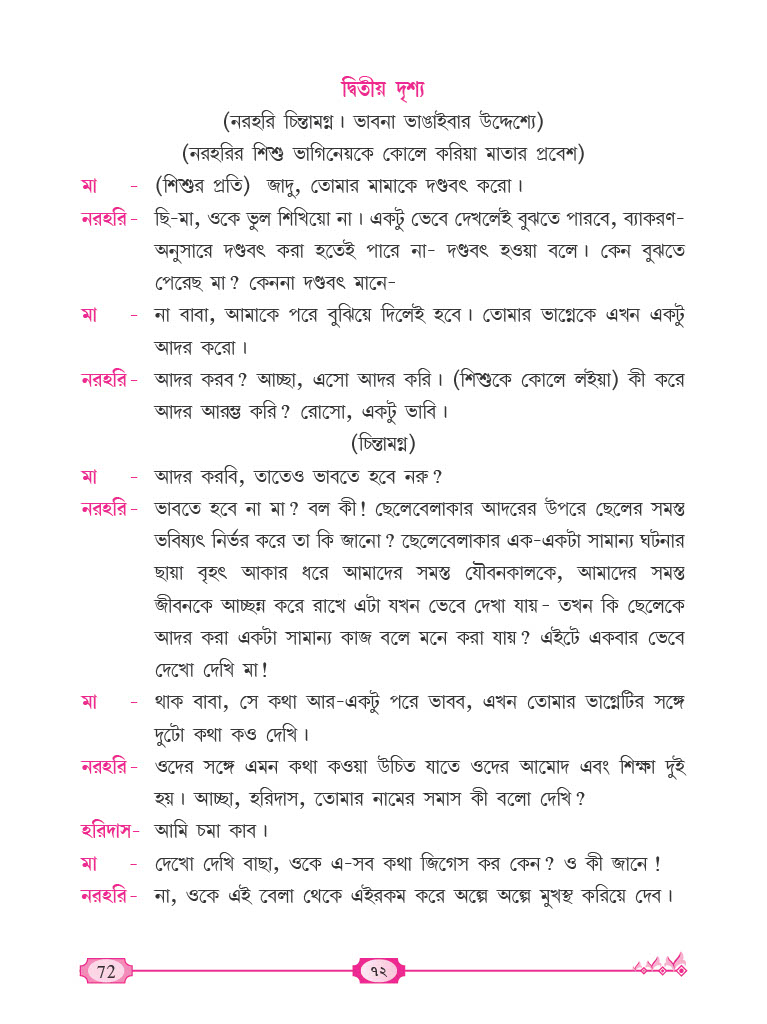 দ্বিতীয় দৃশ্য
(নরহরি চিন্তামগ্ন। ভাবনা ভাঙাইবার উদ্দেশ্যে)
(নরহরির শিশু ভাগিনেয়কে কোলে করিয়া মাতার প্রবেশ)
মা - (শিশুর প্রতি) জাদু, তোমার মামাকে দণ্ডবৎ করো।
নরহরি - ছি-মা, ওকে ভুল শিখিয়ো না। একটু ভেবে দেখলেই বুঝতে পারবে, ব্যাকরণ-
অনুসারে দণ্ডবৎ করা হতেই পারে না- দণ্ডবৎ হওয়া বলে। কেন বুঝতে
পেরেছ মা? কেননা দণ্ডবৎ মানে-
মা - না বাবা, আমাকে পরে বুঝিয়ে দিলেই হবে। তোমার ভাগ্নেকে এখন একটু
আদর করো।
নরহরি - আদর করব? আচ্ছা, এসো আদর করি। (শিশুকে কোলে লইয়া) কী করে
আদর আরম্ভ করি? রোসো, একটু ভাবি।
(চিন্তামগ্ন)
মা - আদর করবি, তাতেও ভাবতে হবে নরু?
নরহরি - ভাবতে হবে না মা? বল কী! ছেলেবেলাকার আদরের উপরে ছেলের সমস্ত
ভবিষ্যৎ নির্ভর করে তা কি জানো? ছেলেবেলাকার এক-একটা সামান্য ঘটনার
ছায়া বৃহৎ আকার ধরে আমাদের সমস্ত যৌবনকালকে, আমাদের সমস্ত
জীবনকে আচ্ছন্ন করে রাখে এটা যখন ভেবে দেখা যায়- তখন কি ছেলেকে
আদর করা একটা সামান্য কাজ বলে মনে করা যায়? এইটে একবার ভেবে
দেখো দেখি মা!
মা - থাক বাবা, সে কথা আর-একটু পরে ভাবব, এখন তোমার ভাগ্নেটির সঙ্গে
দুটো কথা কও দেখি।
নরহরি - ওদের সঙ্গে এমন কথা কওয়া উচিত যাতে ওদের আমোদ এবং শিক্ষা দুই
হয়। আচ্ছা, হরিদাস, তোমার নামের সমাস কী বলো দেখি?
হরিদাস- আমি চমা কাব।
মা - দেখো দেখি বাছা, ওকে এ-সব কথা জিগেস কর কেন? ও কী জানে!
নরহরি - না, ওকে এই বেলা থেকে এইরকম করে অল্পে অল্পে মুখস্থ করিয়ে দেব।
72 ৭২